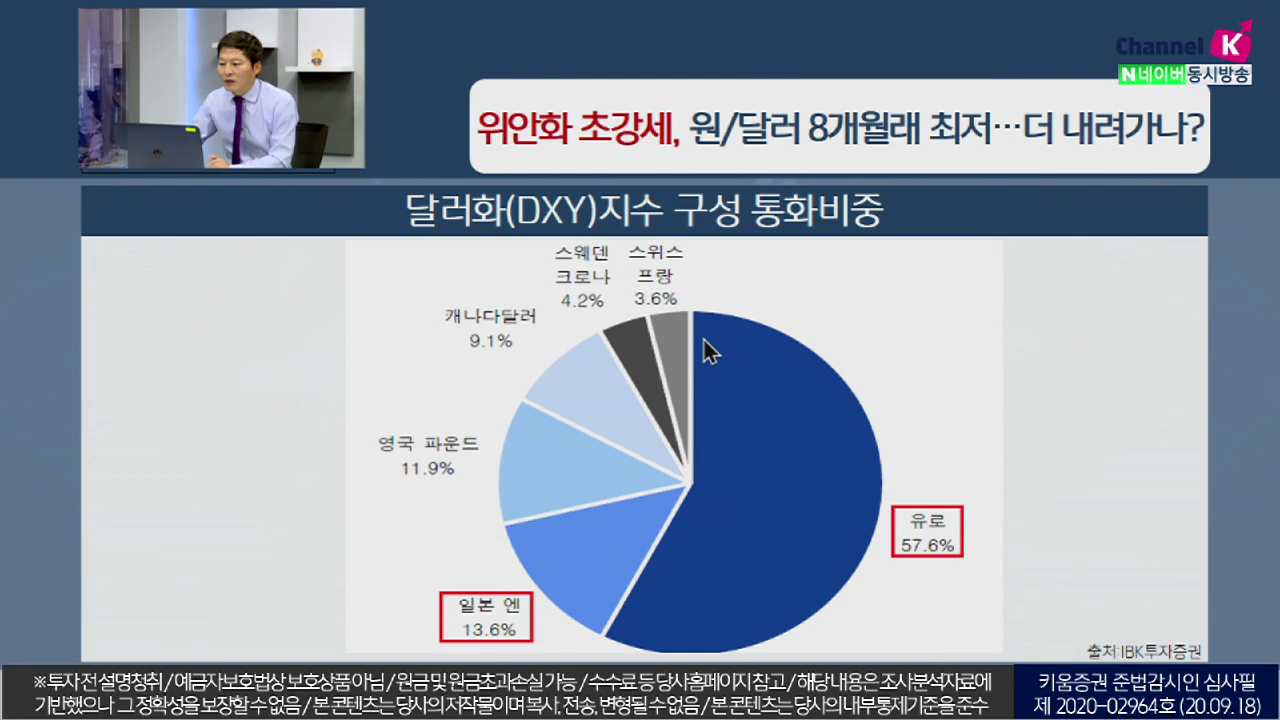 Channel K
N 네이버 동시방송
위안화 초강세, 원/달러 8개월래 최저…더 내려가나?
달러화(DXY)지수 구성 통화비중
스웨덴
크로나
4.2%
스위스
프랑
3.6%
캐나다달러
9.1%
영국 파운드
11.9%
유로
57.6%
일본 엔
13.6%
출처:IBK투자증권
※ 투자 전 설명청취 / 예금자보호법상 보호상품 아님 / 원금 및 원금초과손실 가능 / 수수료 등 당사홈페이지 참고 / 해당 내용은 조사분석자료에
기반했으나 그 정확성을 보장할 수 없음 / 본 콘텐츠는 당사의 저작물이며 복사, 전송, 변형될 수 없음 / 본 콘텐츠는 당사의 내부통제기준을 준수
키움증권 준법감시인 심사필
제 2020-02964호 (20.09.18)